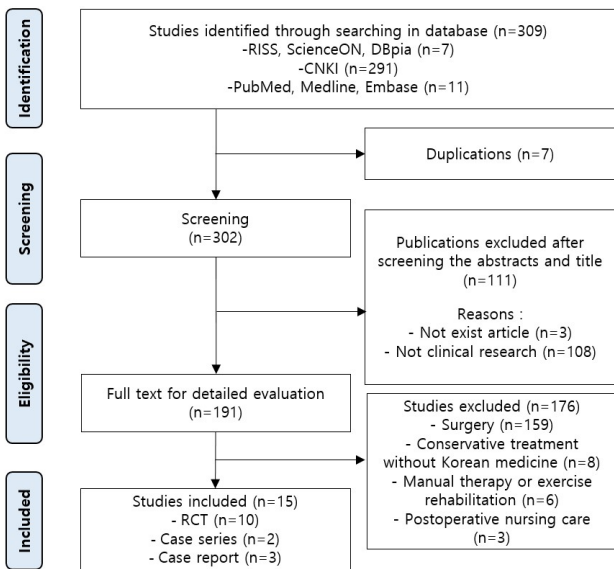 Identification
Studies identified through searching in database (n=309)
-RISS, ScienceON, DBpia (n=7)
-CNKI (n=291)
-PubMed, Medline, Embase (n=11)
Duplications (n=7)
Screening
Screening
(n=302)
Publications excluded after
screening the abstracts and title
(n=111)
Reasons :
- Not exist article (n=3)
- Not clinical research (n=108)
Eligibility
Full text for detailed evaluation
(n=191)
Studies excluded (n=176)
- Surgery (n=159)
- Conservative treatment
without Korean medicine (n=8)
- Manual therapy or exercise
rehabilitation (n=6)
- Postoperative nursing care
(n=3)
Included
Studies included (n=15)
- RCT (n=10)
- Case series (n=2)
- Case report (n=3)